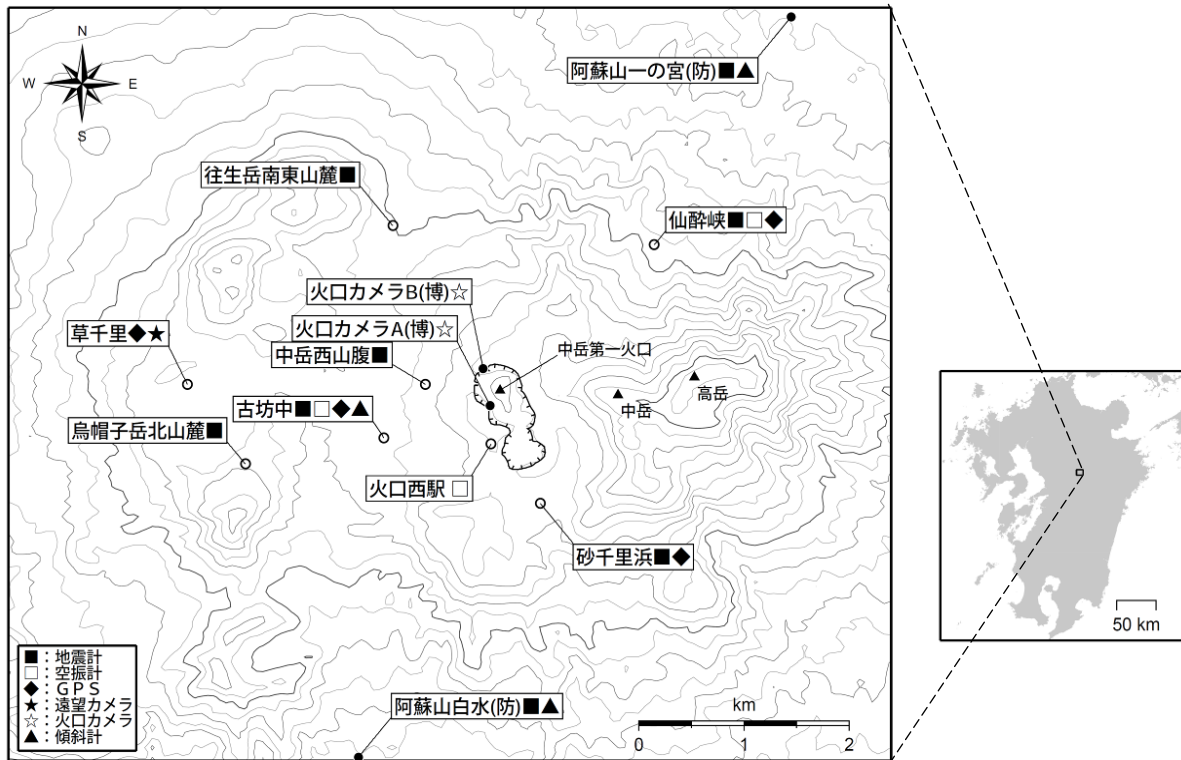 N
W E
S
阿蘇山一の宮(防)■▲
往生岳南東山麓■
仙酔峡■□◆
火口カメラB(博)☆
火口カメラA(博)☆
中岳第一火口
草千里◆★
中岳西山腹■
高岳
中岳
古坊中■□◆▲
烏帽子岳北山麓■
火口西駅 □
砂千里浜■◆
阿蘇山白水(防)■▲
■：地震計
□：空振計
◆：ＧＰＳ
★：遠望カメラ
☆：火口カメラ
▲：傾斜計
km
0 1 2
50 km